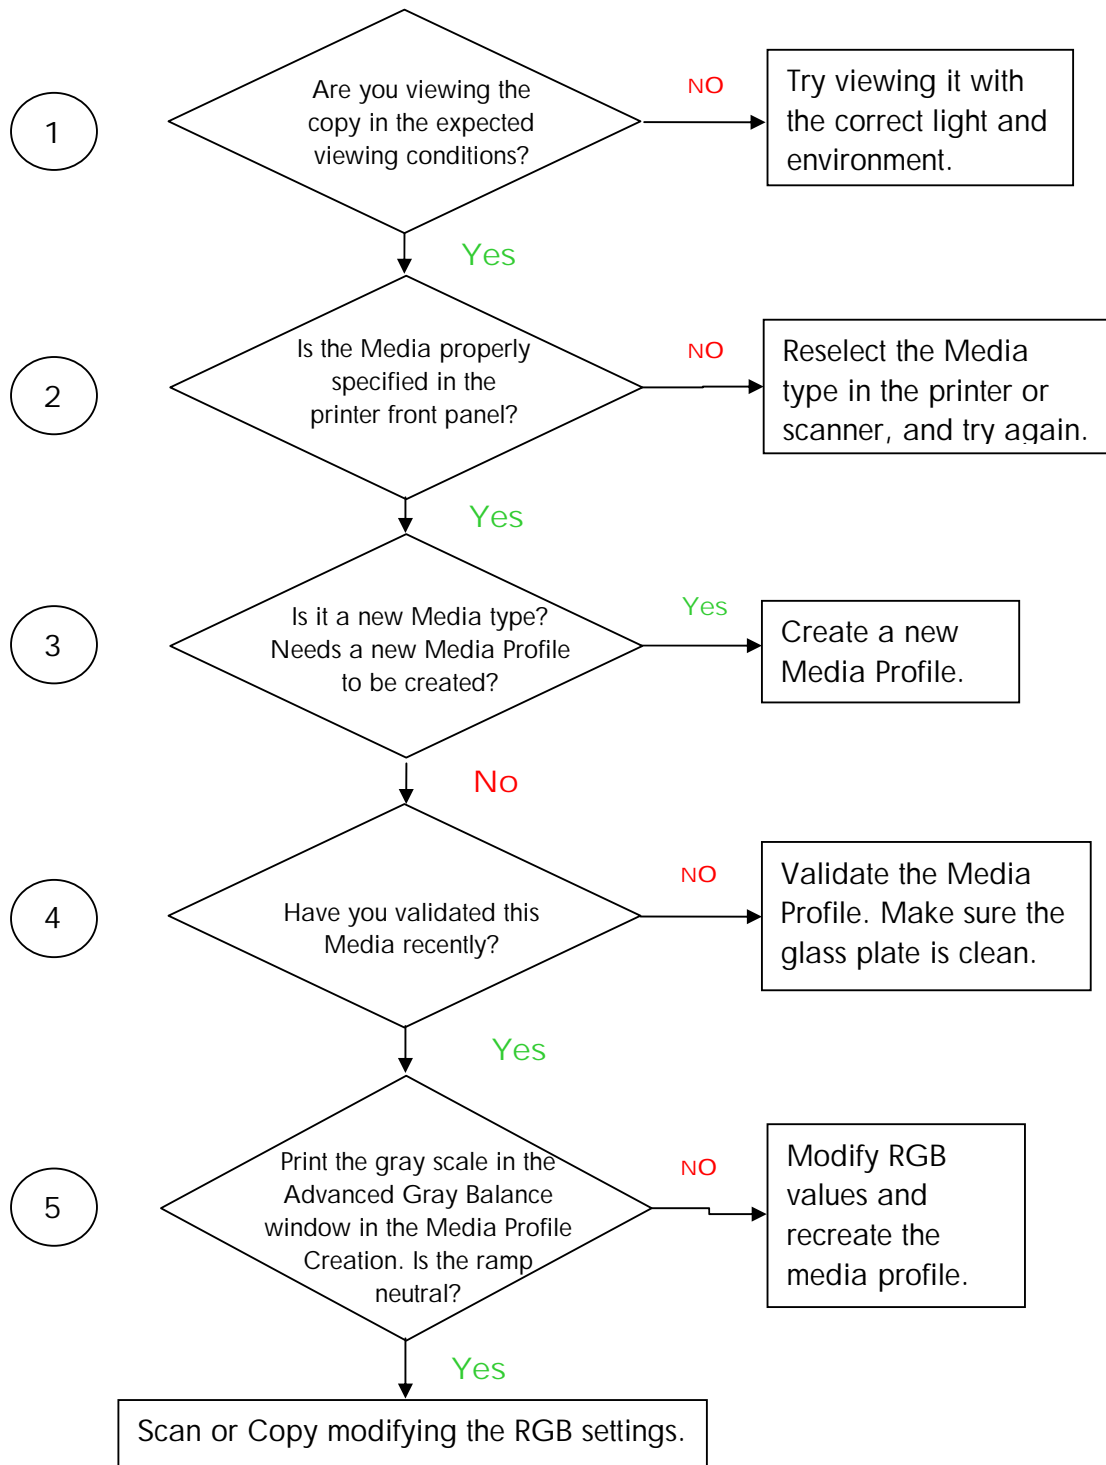 1
Are you viewing the
copy in the expected
viewing conditions?
NO
Try viewing it with
the correct light and
environment.
Yes
2
Is the Media properly
specified in the
printer front panel?
NO
Reselect the Media
type in the printer or
scanner, and try again.
Yes
3
Is it a new Media type?
Needs a new Media Profile
to be created?
Yes
Create a new
Media Profile.
No
4
Have you validated this
Media recently?
NO
Validate the Media
Profile. Make sure the
glass plate is clean.
Yes
5
Print the gray scale in the
Advanced Gray Balance
window in the Media Profile
Creation. Is the ramp
neutral?
NO
Modify RGB
values and
recreate the
media profile.
Yes
Scan or Copy modifying the RGB settings.